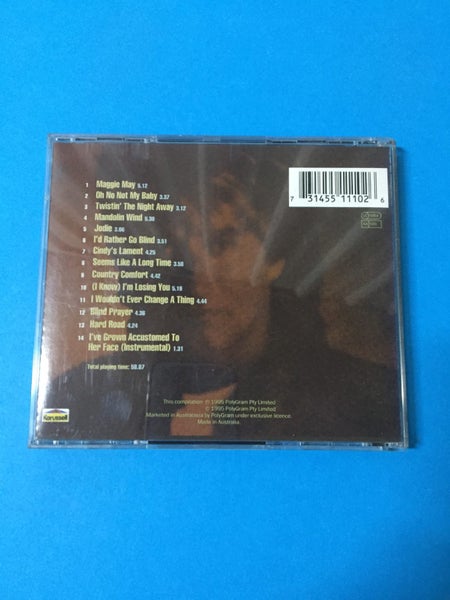 1 Maggie May 5.12
2 Oh No Not My Baby 3.37
3 Twistin' The Night Away 3.12
4 Mandolin Wind 5.30
5 Jodie
6 I'd Rather Go Blind 3.51
7 Cindy's Lament 4.25
8 Seems Like A Long Time 3.58
9 Country Comfort 4.42
10 (I Know) I'm Losing You 5.19
11 I Wouldn't Ever Change A Thing 4.44
12 Blind Prayer 4.36
13 Hard Road 4.24
14 I've Grown Accustomed To
Her Face (Instrumental) 1.31
Total playing time:
7 31455 11102 6
This compilation ℗ 1995 PolyGram Pty Limited
© 1995 PolyGram Pty Limited
Marketed in Australasia by PolyGram under exclusive licence.
Made in Australia.
Karussell